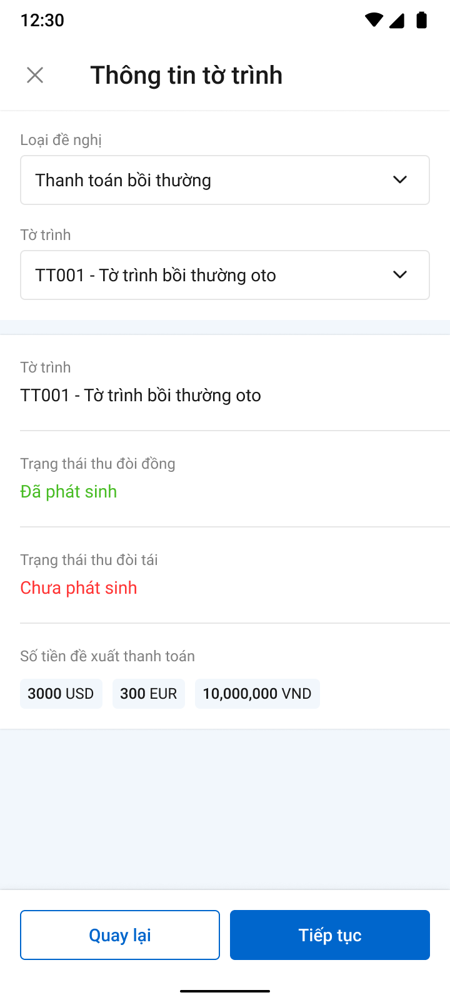 12:30
Thông tin tờ trình
Loại đề nghị
Thanh toán bồi thường
Tờ trình
TT001 - Tờ trình bồi thường oto
Tờ trình
TT001 - Tờ trình bồi thường oto
Trạng thái thu đòi đồng
Đã phát sinh
Trạng thái thu đòi tái
Chưa phát sinh
Số tiền đề xuất thanh toán
3000 USD 300 EUR 10,000,000 VND
Quay lại Tiếp tục